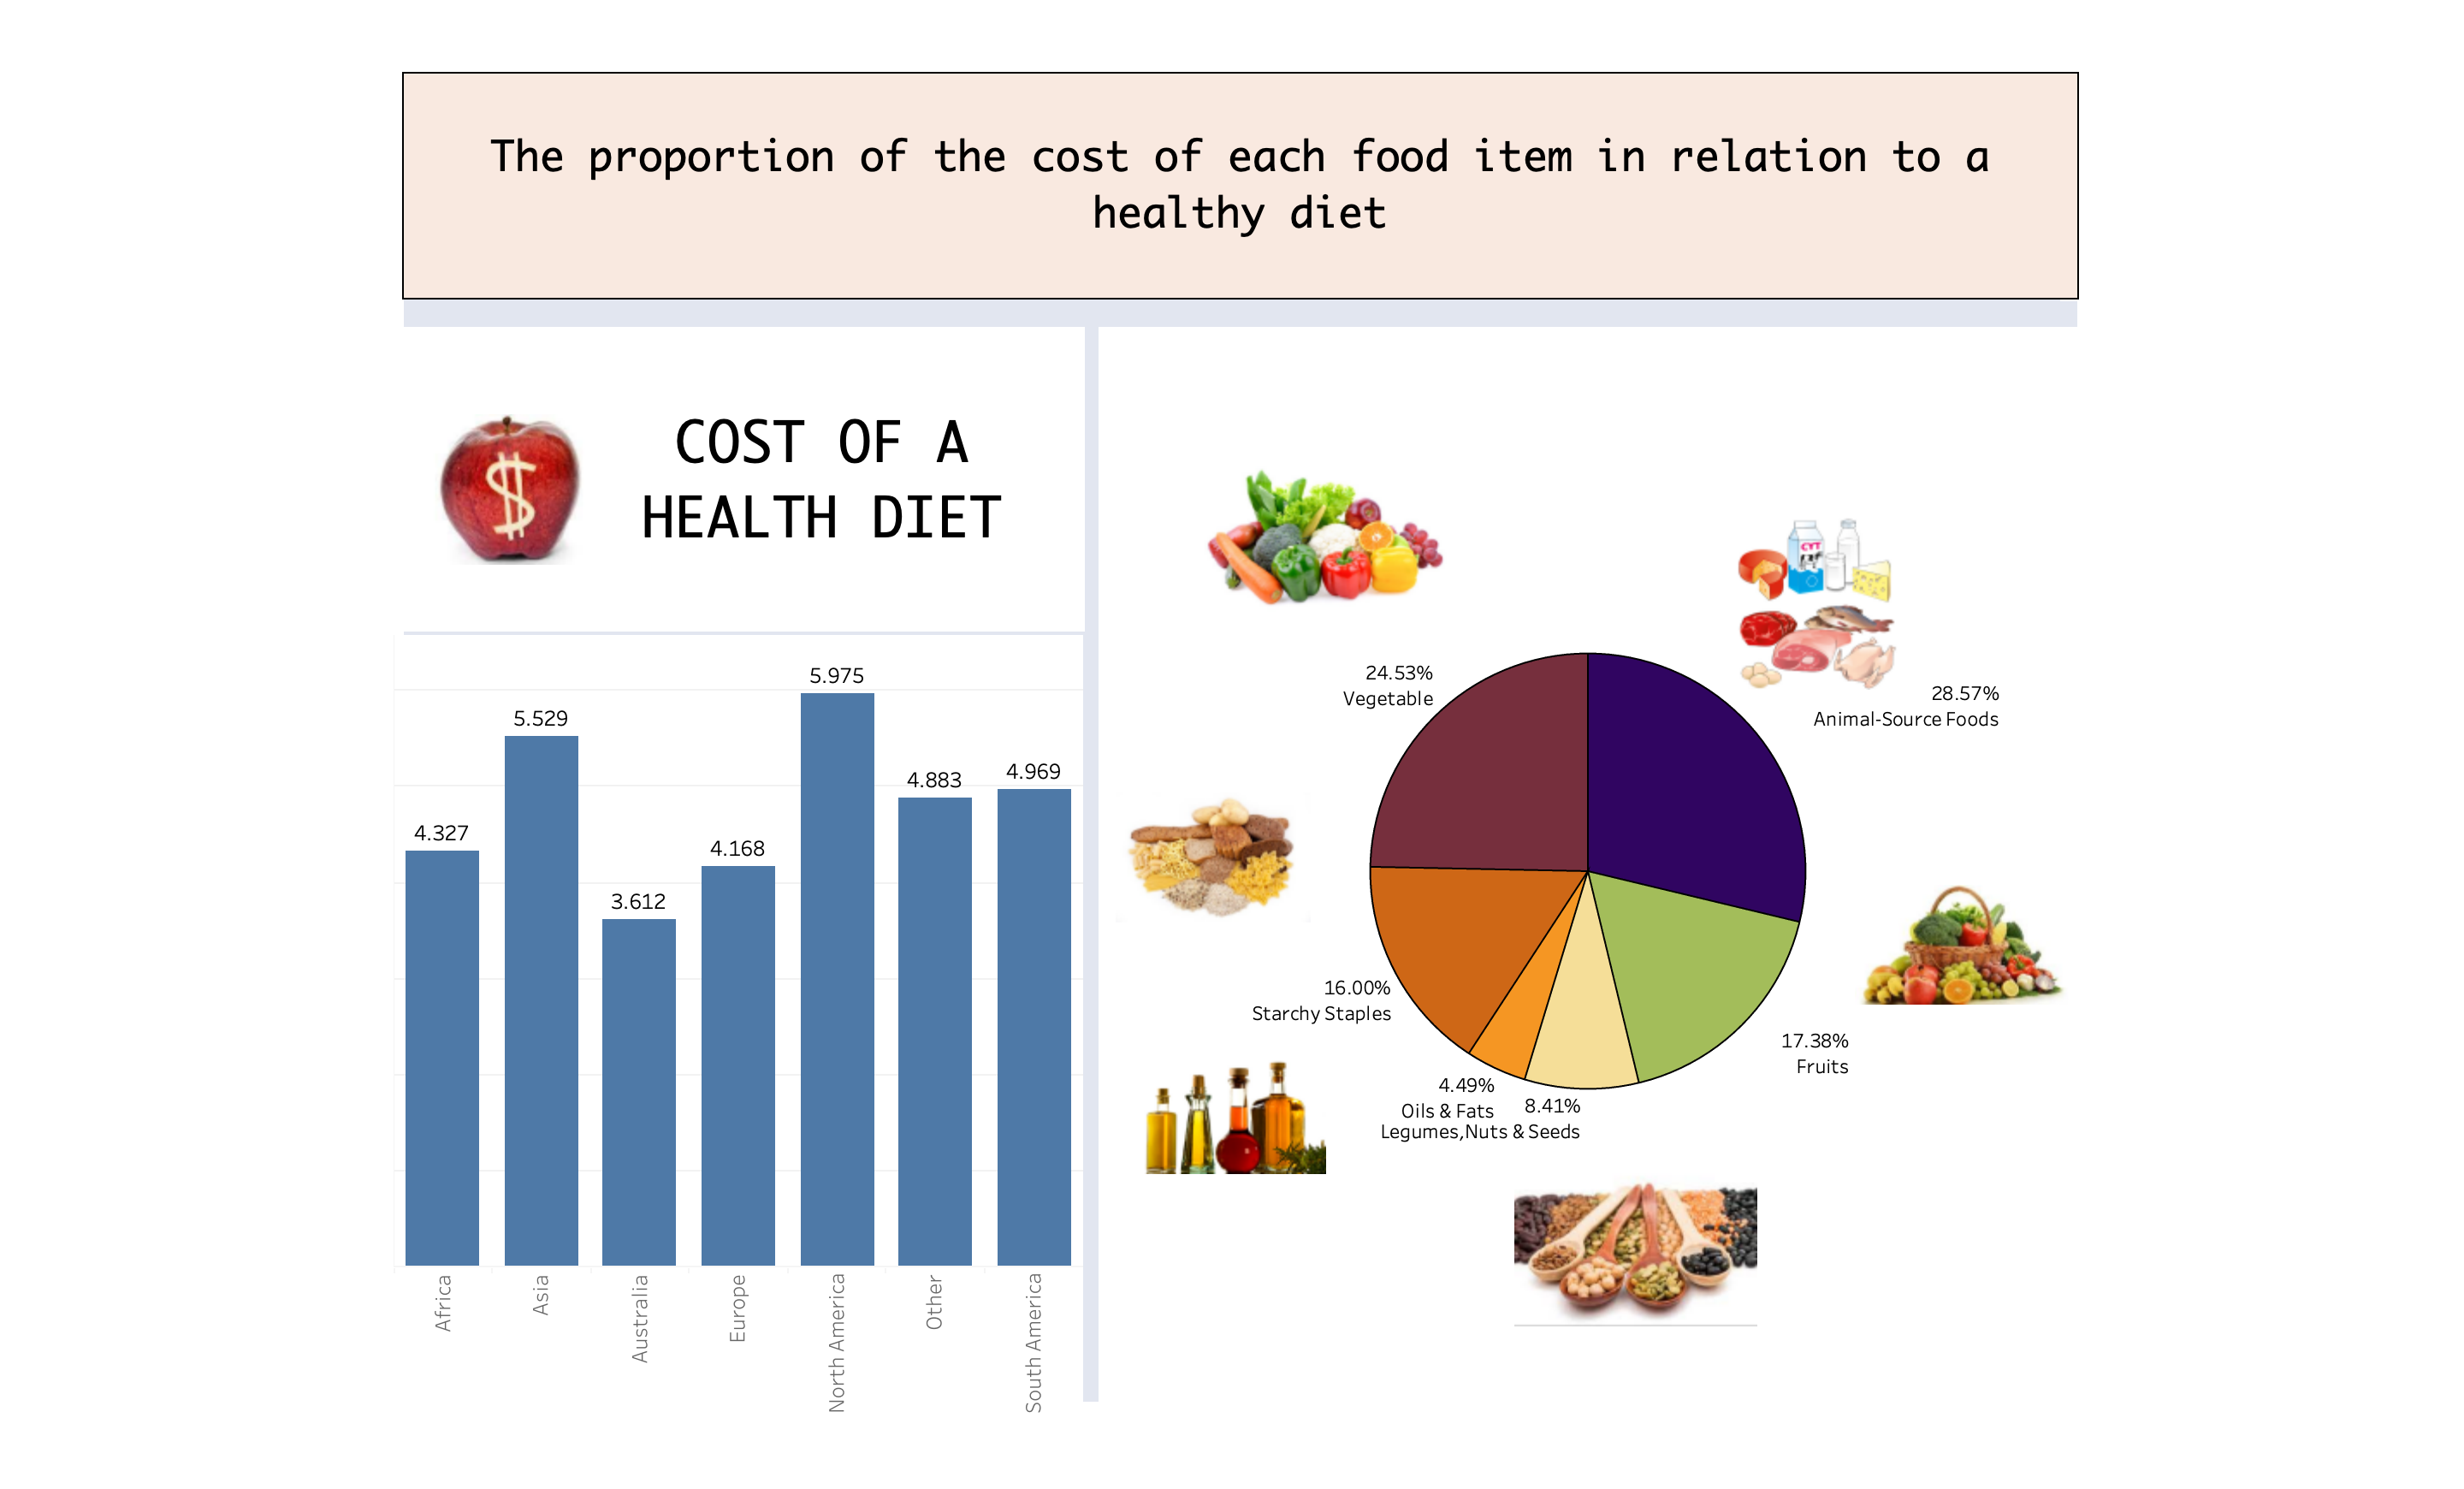 The proportion of the cost of each food item in relation to a
healthy diet
$
COST OF A
HEALTH DIET
5.975
5.529
4.969
4.883
4.327
4.168
3.612
Africa
Asia
Australia
Europe
North America
Other
South America
CYT
24.53%
Vegetable
28.57%
Animal-Source Foods
16.00%
Starchy Staples
17.38%
Fruits
4.49%
Oils & Fats
8.41%
Legumes,Nuts & Seeds